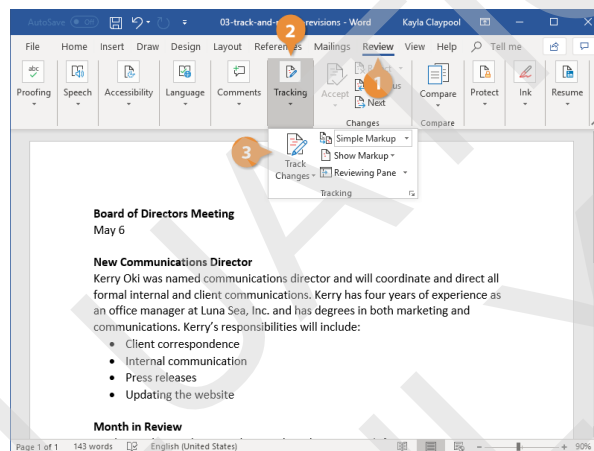 AutoSave Off 03-track-and- revisions - Word Kayla Claypool
File Home Insert Draw Design Layout References Mailings Review View Help Tell me
2
1
abc
Proofing Speech Accessibility Language Comments Tracking Accept Compare Protect Ink Resume
Next
Changes Compare
3
Track Changes
Simple Markup
Show Markup
Reviewing Pane
Tracking
Board of Directors Meeting
May 6
New Communications Director
Kerry Oki was named communications director and will coordinate and direct all
formal internal and client communications. Kerry has four years of experience as
an office manager at Luna Sea, Inc. and has degrees in both marketing and
communications. Kerry's responsibilities will include:
• Client correspondence
• Internal communication
• Press releases
• Updating the website
Month in Review
Page 1 of 1 143 words English (United States) 90%